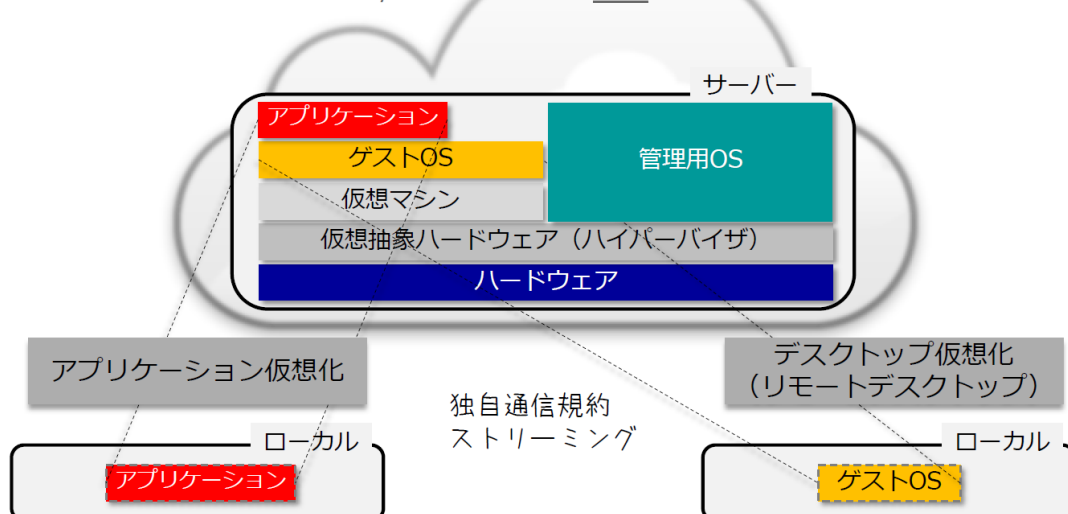 サーバー
アプリケーション
ゲストOS
管理用OS
仮想マシン
仮想抽象ハードウェア（ハイパーバイザ）
ハードウェア
アプリケーション仮想化
デスクトップ仮想化
（リモートデスクトップ）
独自通信規約
ストリーミング
ローカル
アプリケーション
ローカル
ゲストOS